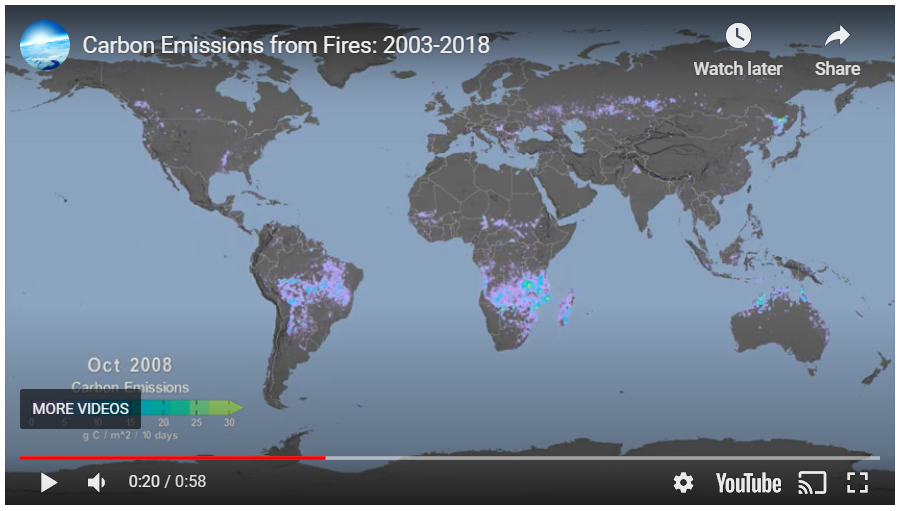 Carbon Emissions from Fires: 2003-2018
Watch later
Share
Oct 2008
Carbon Emissions
MORE VIDEOS
0 5 10 15 20 25 30
g C / m^2 / 10 days
0:20 / 0:58
YouTube